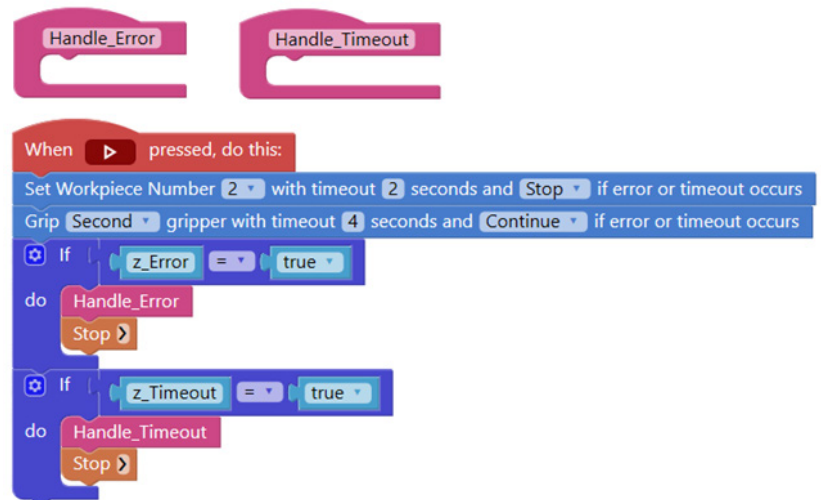 Handle_Error Handle_Timeout
When pressed, do this:
Set Workpiece Number 2 with timeout 2 seconds and Stop if error or timeout occurs
Grip Second gripper with timeout 4 seconds and Continue if error or timeout occurs
If z_Error = true
do Handle_Error
Stop
If z_Timeout = true
do Handle_Timeout
Stop